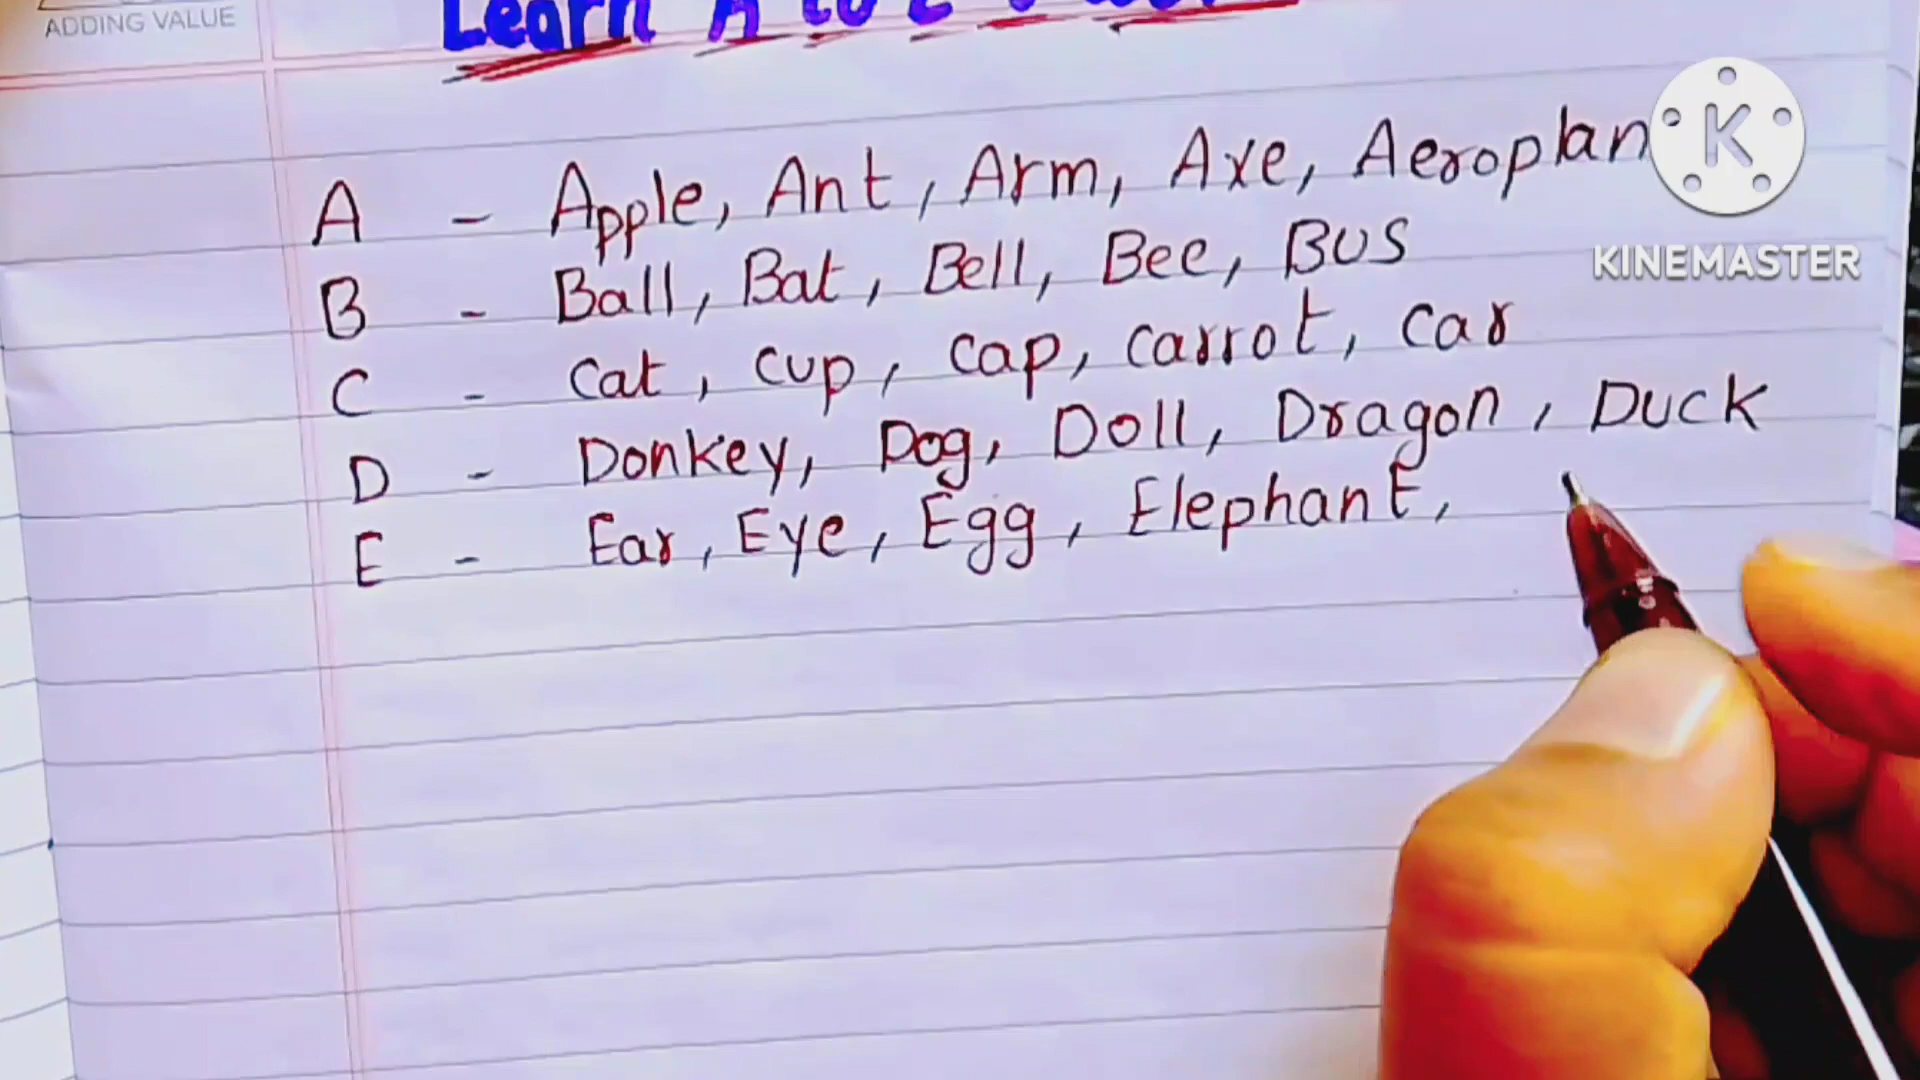 ADDING VALUE
Learn A to Z
A - Apple, Ant, Arm, Axe, Aeroplan
B - Ball, Bat, Bell, Bee, BUS
C - Cat, Cup, Cap, Carrot, Car
D - Donkey, Dog, Doll, Dragon, Duck
E - Ear, Eye, Egg, Elephant,
K
KINEMASTER